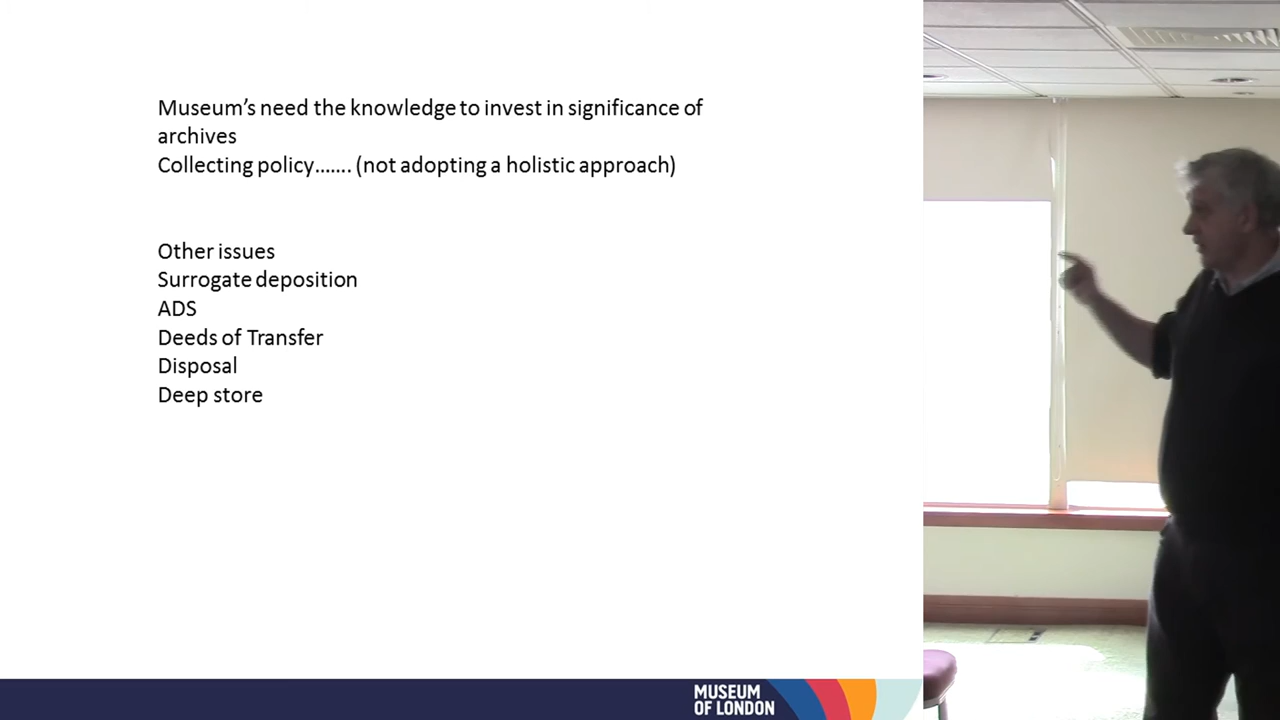 Museum’s need the knowledge to invest in significance of
archives
Collecting policy....... (not adopting a holistic approach)
Other issues
Surrogate deposition
ADS
Deeds of Transfer
Disposal
Deep store
MUSEUM
OF LONDON